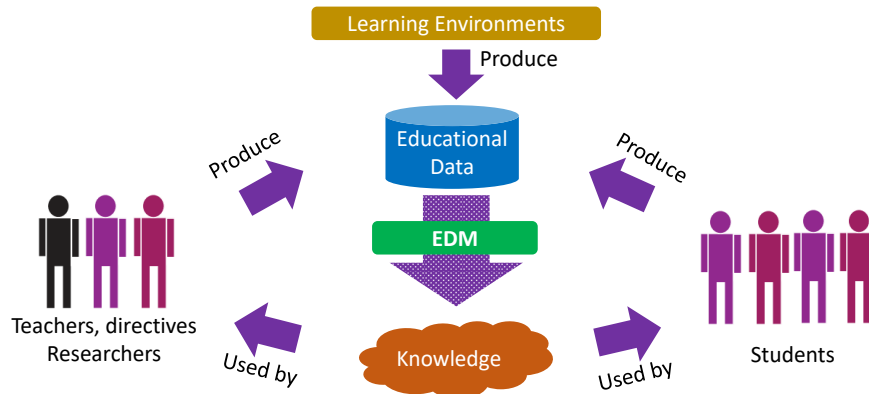 Learning Environments
Produce
Educational
Data
Produce
Produce
EDM
Teachers, directives
Researchers
Used by
Knowledge
Used by
Students